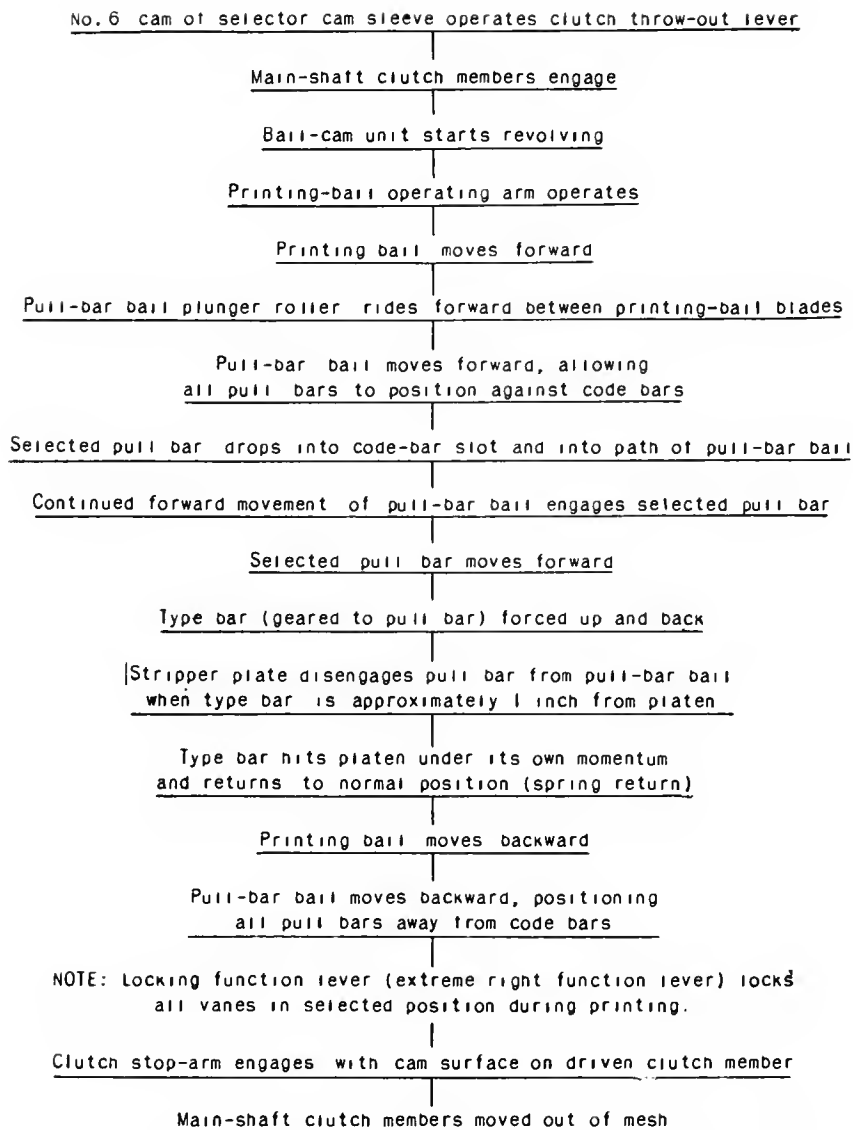 No. 6 cam of selector cam sleeve operates clutch throw-out lever
Main-shaft clutch members engage
Bail-cam unit starts revolving
Printing-bail operating arm operates
Printing bail moves forward
Pull-bar bail plunger roller rides forward between printing-bail blades
Pull-bar bail moves forward, allowing
all pull bars to position against code bars
Selected pull bar drops into code-bar slot and into path of pull-bar bail
Continued forward movement of pull-bar bail engages selected pull bar
Selected pull bar moves forward
Type bar (geared to pull bar) forced up and back
Stripper plate disengages pull bar from pull-bar bail
when type bar is approximately 1 inch from platen
Type bar hits platen under its own momentum
and returns to normal position (spring return)
Printing bail moves backward
Pull-bar bail moves backward, positioning
all pull bars away from code bars
NOTE: Locking function lever (extreme right function lever) locks
all vanes in selected position during printing.
Clutch stop-arm engages with cam surface on driven clutch member
Main-shaft clutch members moved out of mesh